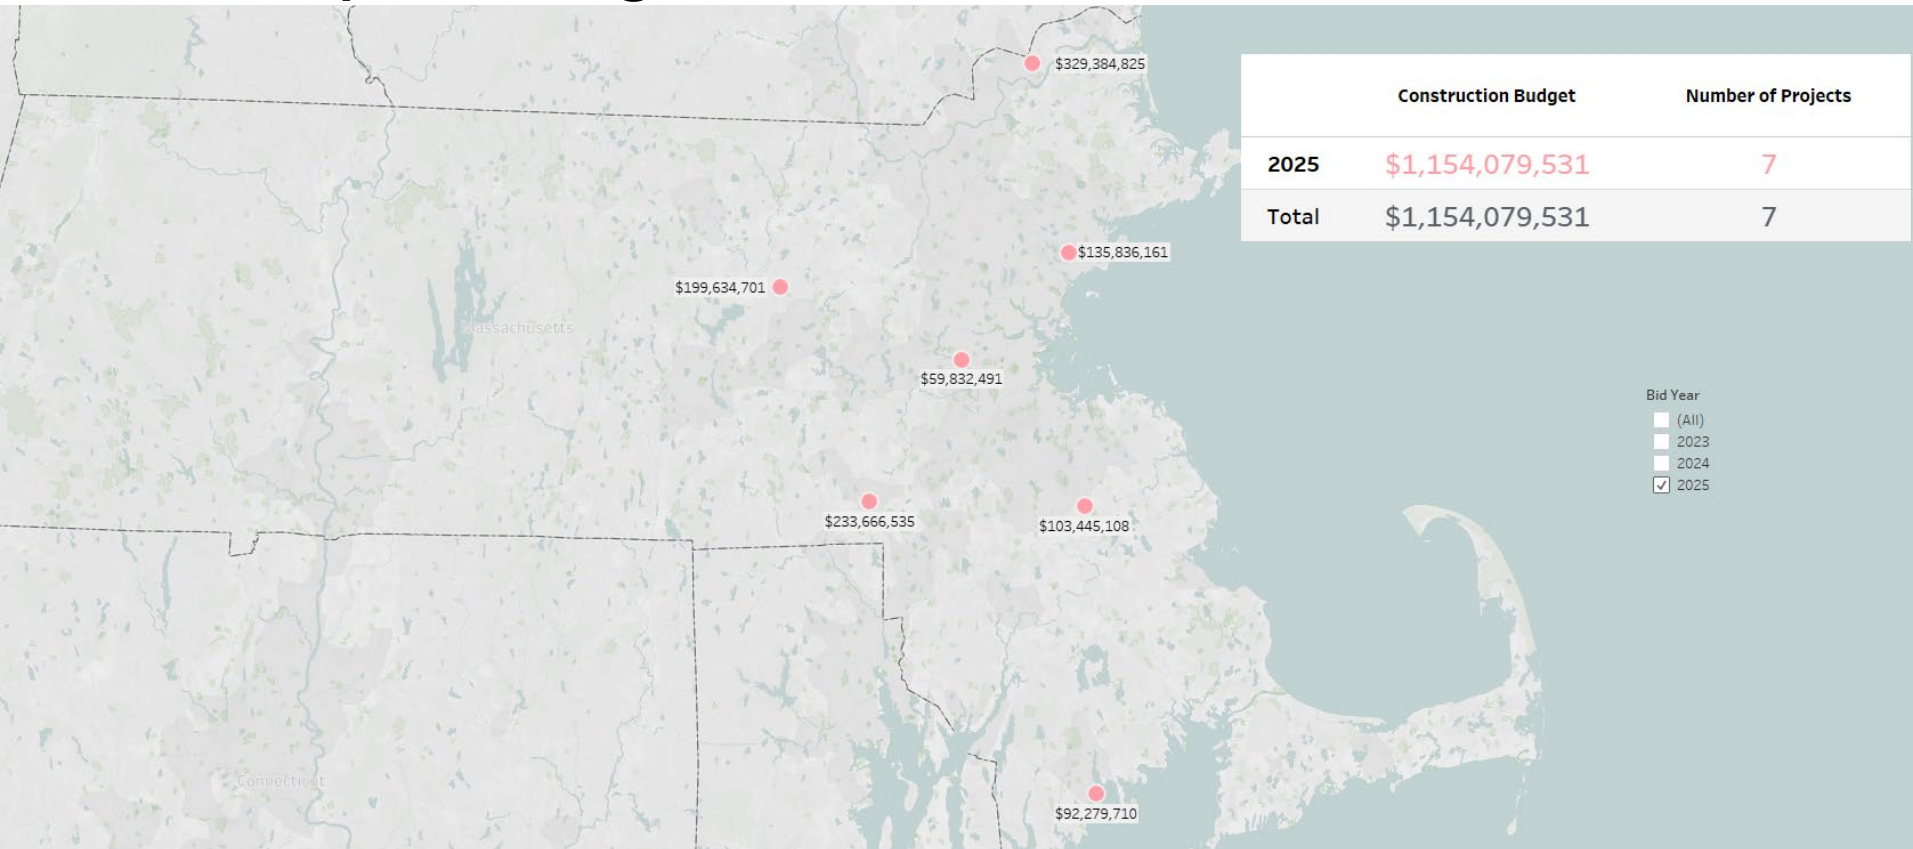 $329,384,825
Construction Budget Number of Projects
2025 $1,154,079,531 7
Total $1,154,079,531 7
$135,836,161
$199,634,701
Massachusetts
$59,832,491
Bid Year
(All)
2023
2024
2025
$233,666,535
$103,445,108
Connecticut
$92,279,710